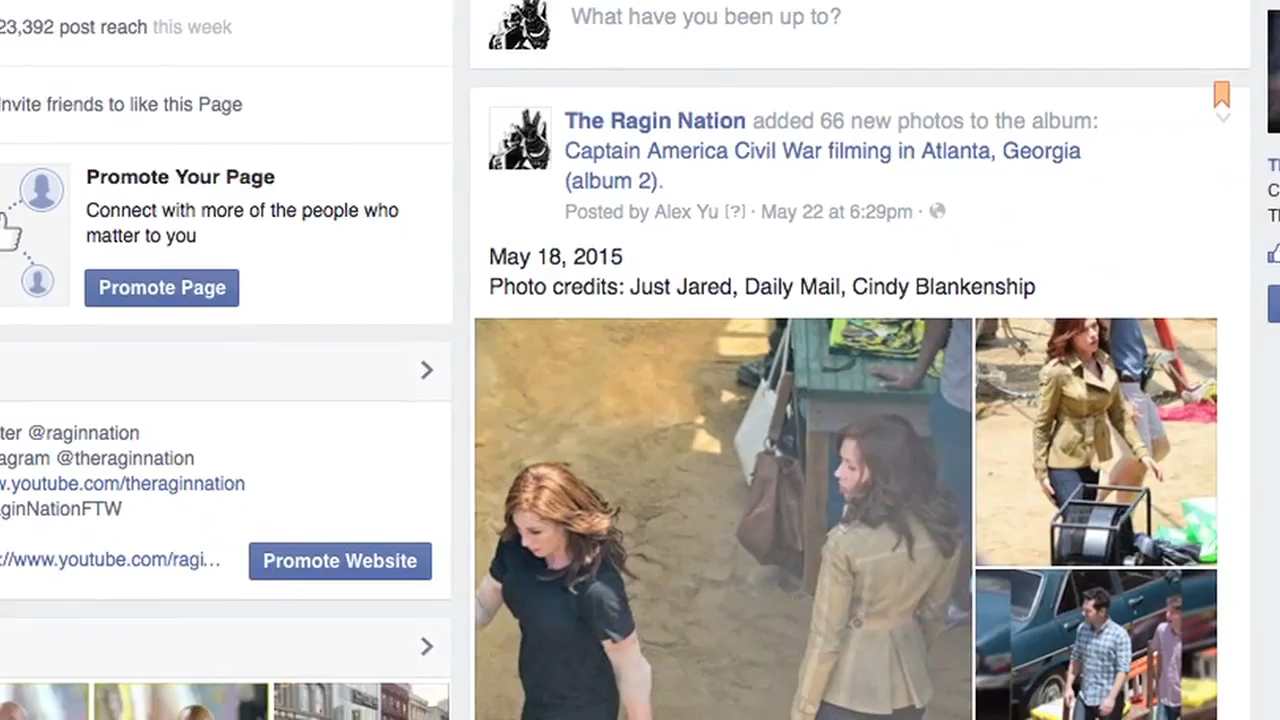 23,392 post reach this week
Invite friends to like this Page
Promote Your Page
Connect with more of the people who
matter to you
Promote Page
ter @raginnation
agram @theraginnation
w.youtube.com/theraginnation
aginNationFTW
://www.youtube.com/ragi...
Promote Website
What have you been up to?
The Ragin Nation added 66 new photos to the album:
Captain America Civil War filming in Atlanta, Georgia
(album 2).
Posted by Alex Yu [?] · May 22 at 6:29pm ·
May 18, 2015
Photo credits: Just Jared, Daily Mail, Cindy Blankenship